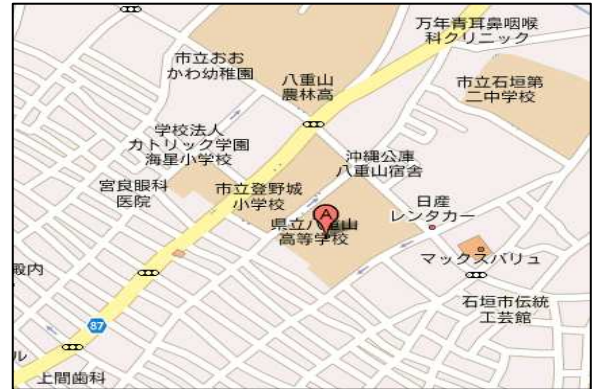 万年青耳鼻咽喉
科クリニック
市立おお
かわ幼稚園
八重山
農林高
市立石垣第
二中学校
学校法人
カトリック学園
海星小学校
沖縄公庫
八重山宿舎
宮良眼科
医院
市立登野城
小学校
日産
レンタカー
A
県立八重山
高等学校
マックスバリュ
殿内
石垣市伝統
工芸館
87
ル
上間歯科